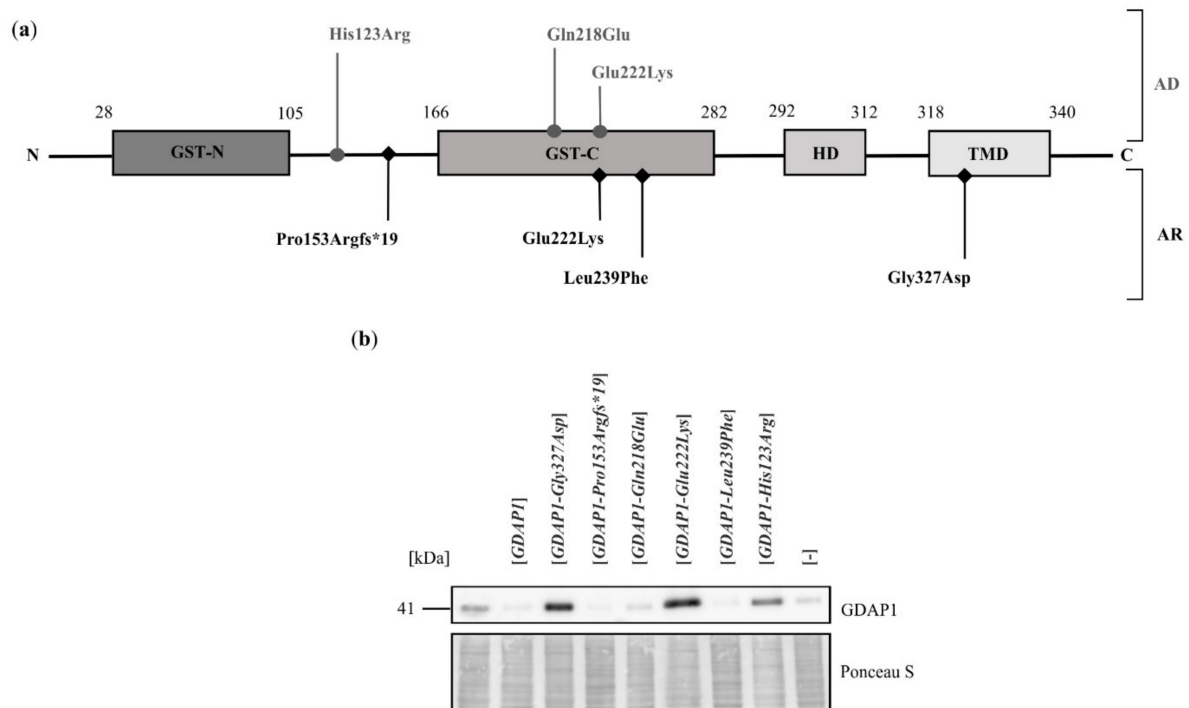 (a)
His123Arg
Gln218Glu
Glu222Lys
AD
28
105
166
282
292
312
318
340
N
GST-N
GST-C
HD
TMD
C
Pro153Argfs*19
Glu222Lys
Leu239Phe
Gly327Asp
AR
(b)
[kDa]
[GDAP1]
[GDAP1-Gly327Asp]
[GDAP1-Pro153Argfs*19]
[GDAP1-Gln218Glu]
[GDAP1-Glu222Lys]
[GDAP1-Leu239Phe]
[GDAP1-His123Arg]
[-]
41
GDAP1
Ponceau S